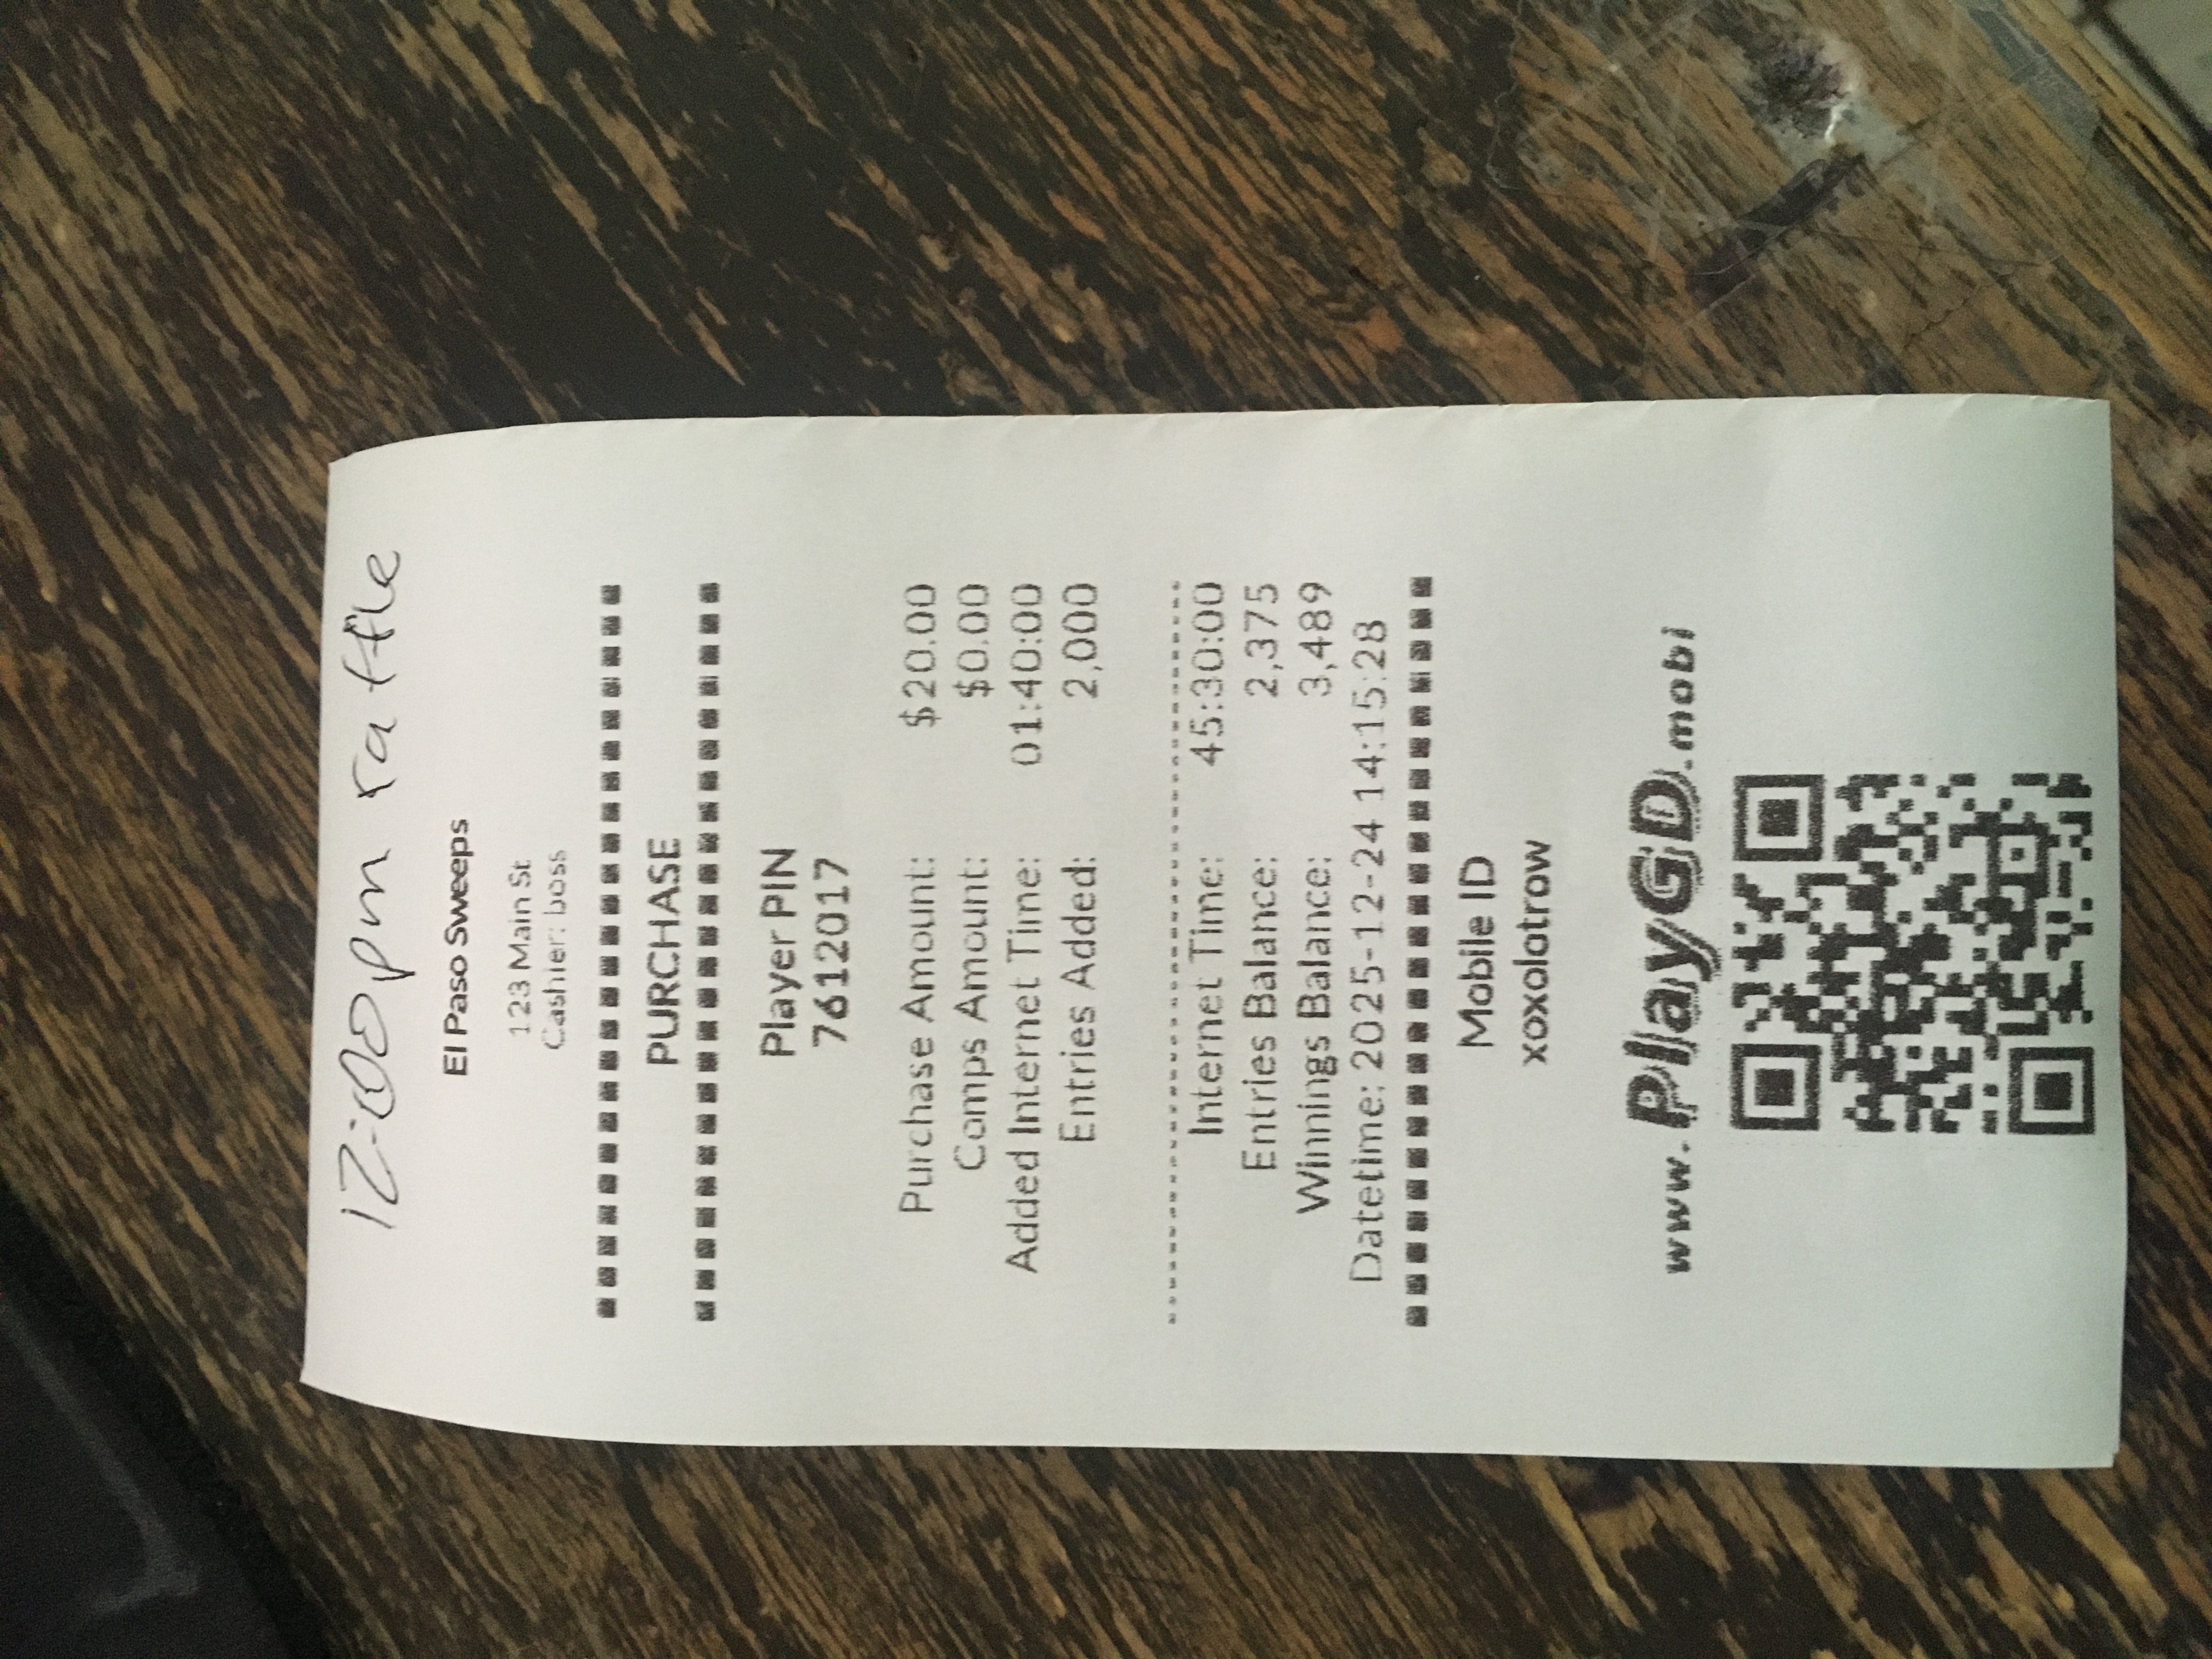 12:00pm raffle
El Paso Sweeps
123 Main St
Cashier: boss
PURCHASE
Player PIN
7612017
Purchase Amount: $20.00
Comps Amount: $0.00
Added Internet Time: 01:40:00
Entries Added: 2,000
Internet Time: 45:30:00
Entries Balance: 2,375
Winnings Balance: 3,489
Datetime: 2025-12-24 14:15:28
Mobile ID
xoxolotrow
www.PlayGD.mobi